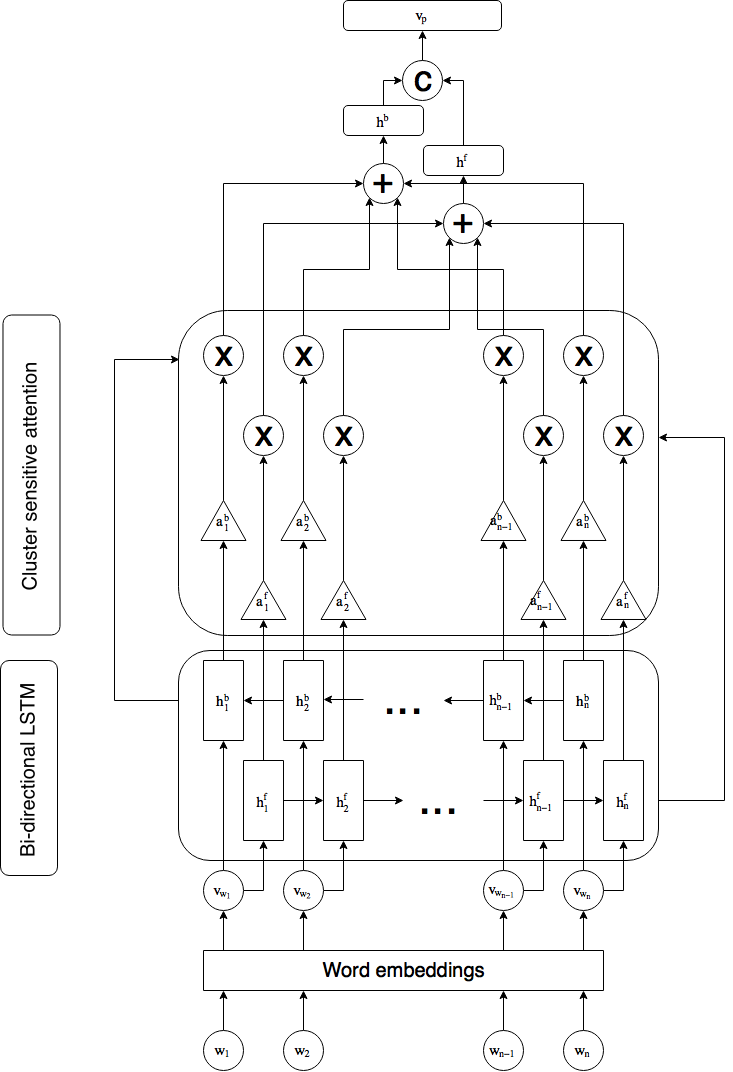 v_p
C
h^b
h^f
+
+
X X X X
X X X X
Cluster sensitive attention
a_1^b a_2^b a_{n-1}^b a_n^b
a_1^f a_2^f a_{n-1}^f a_n^f
Bi-directional LSTM
h_1^b h_2^b ... h_{n-1}^b h_n^b
h_1^f h_2^f ... h_{n-1}^f h_n^f
v_{w_1} v_{w_2} v_{w_{n-1}} v_{w_n}
Word embeddings
w_1 w_2 w_{n-1} w_n